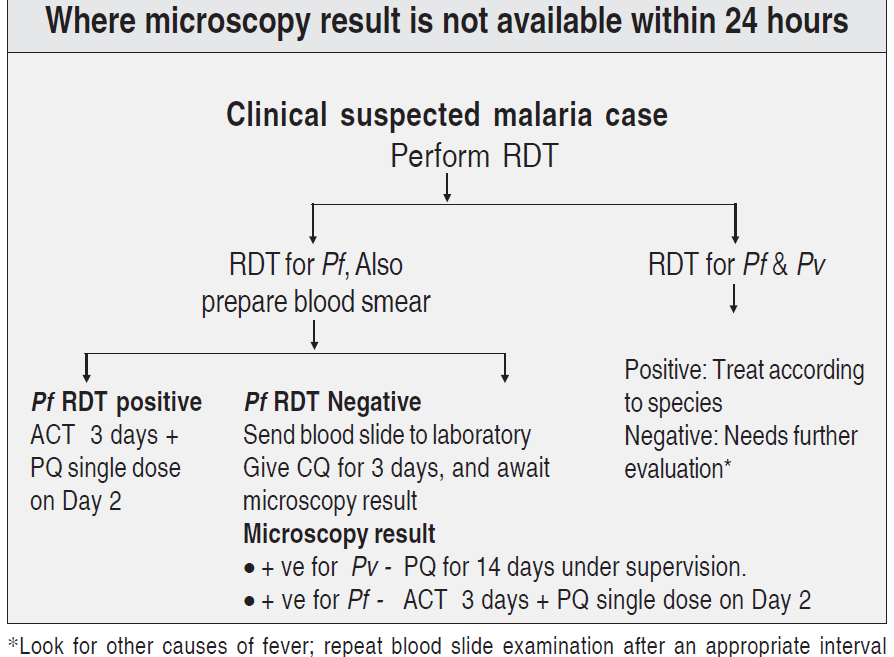 Where microscopy result is not available within 24 hours
Clinical suspected malaria case
Perform RDT
RDT for Pf, Also
prepare blood smear
RDT for Pf & Pv
Pf RDT positive
ACT 3 days +
PQ single dose
on Day 2
Pf RDT Negative
Send blood slide to laboratory
Give CQ for 3 days, and await
microscopy result
Microscopy result
• + ve for Pv - PQ for 14 days under supervision.
• + ve for Pf - ACT 3 days + PQ single dose on Day 2
Positive: Treat according
to species
Negative: Needs further
evaluation*
*Look for other causes of fever; repeat blood slide examination after an appropriate interval